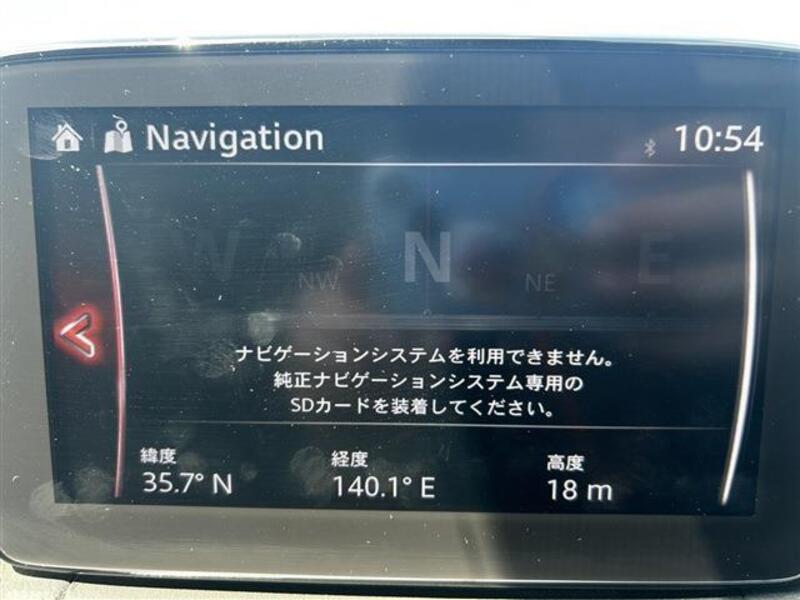 Navigation
10:54
W NW N NE E
ナビゲーションシステムを利用できません。
純正ナビゲーションシステム専用の
SDカードを装着してください。
緯度 経度 高度
35.7° N 140.1° E 18 m